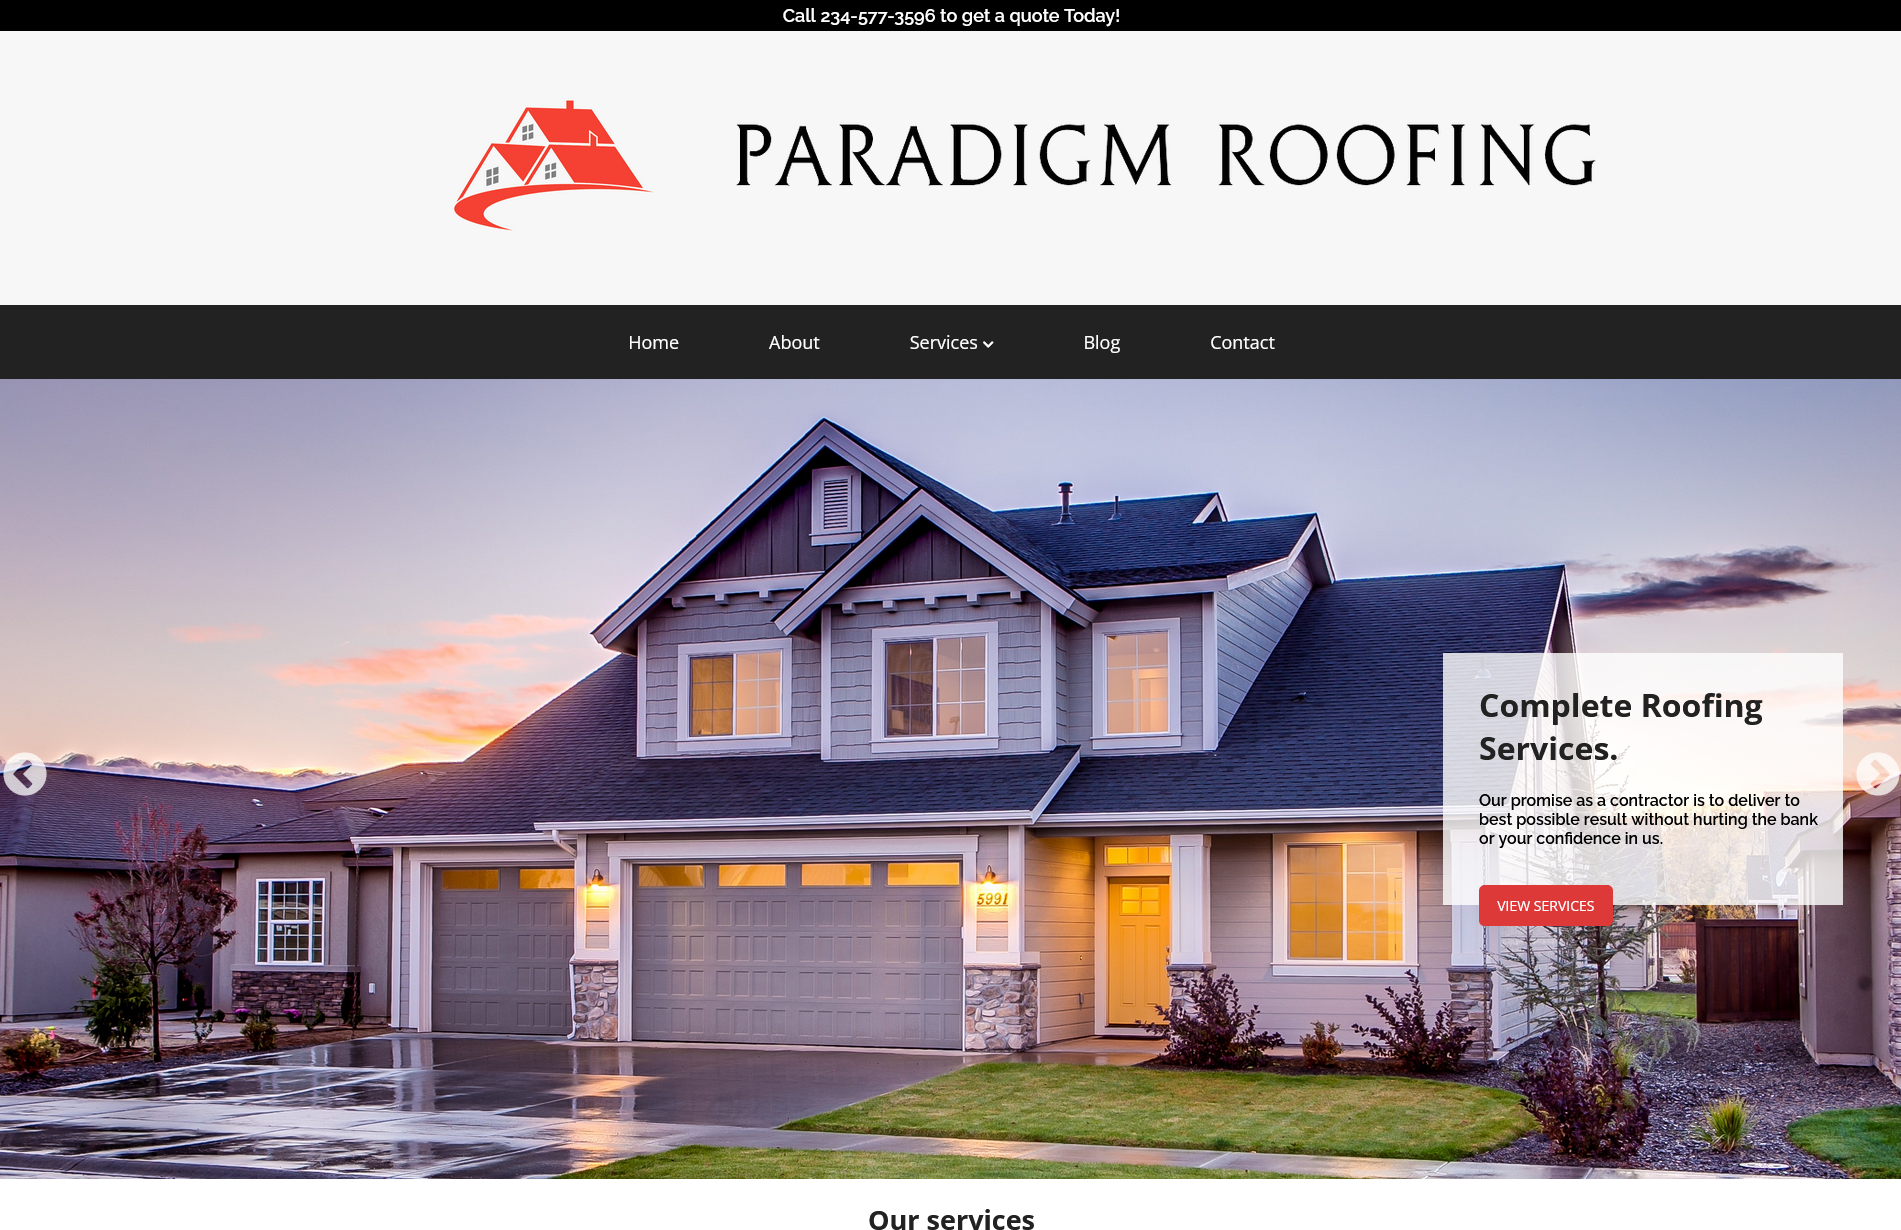 Call 234-577-3596 to get a quote Today!
PARADIGM ROOFING
Home About Services Blog Contact
5991
Complete Roofing
Services.
Our promise as a contractor is to deliver to
best possible result without hurting the bank
or your confidence in us.
VIEW SERVICES
Our services